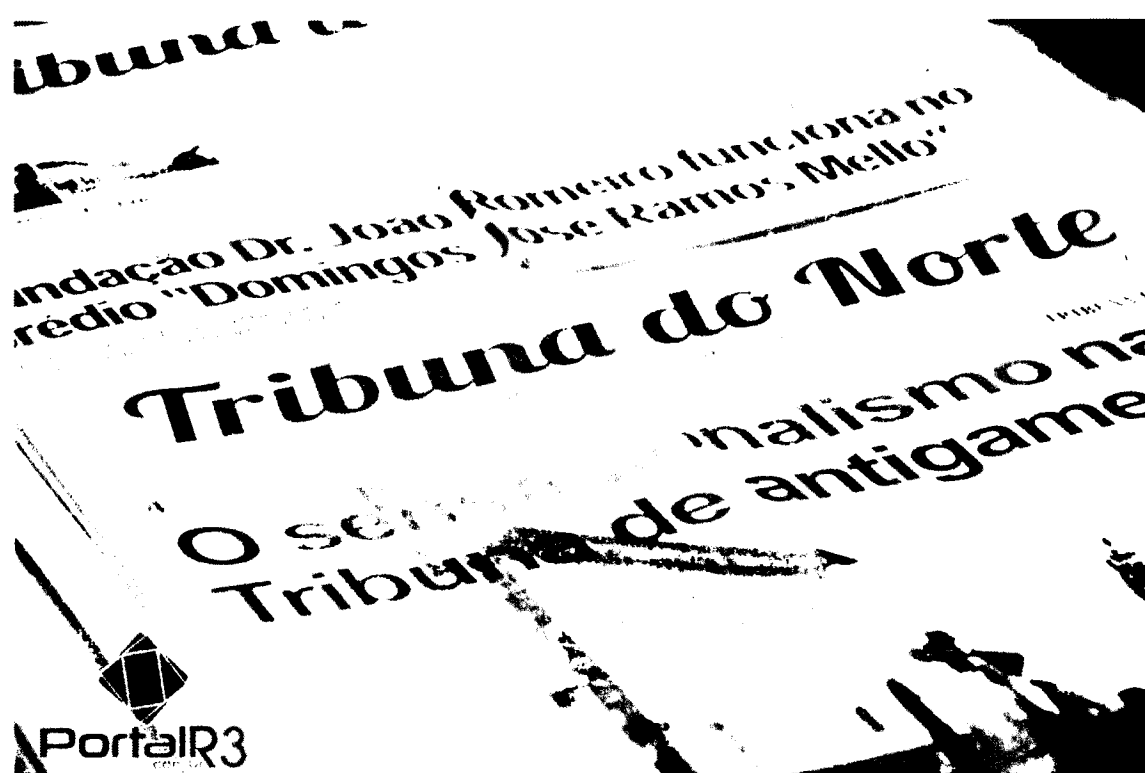 ibuna d
undação Dr. João Romeiro funciona no
rédio "Domingos José Ramos Mello"
Tribuna do Norte
O se nalismo na
Tribuna de antigame
PortalR3